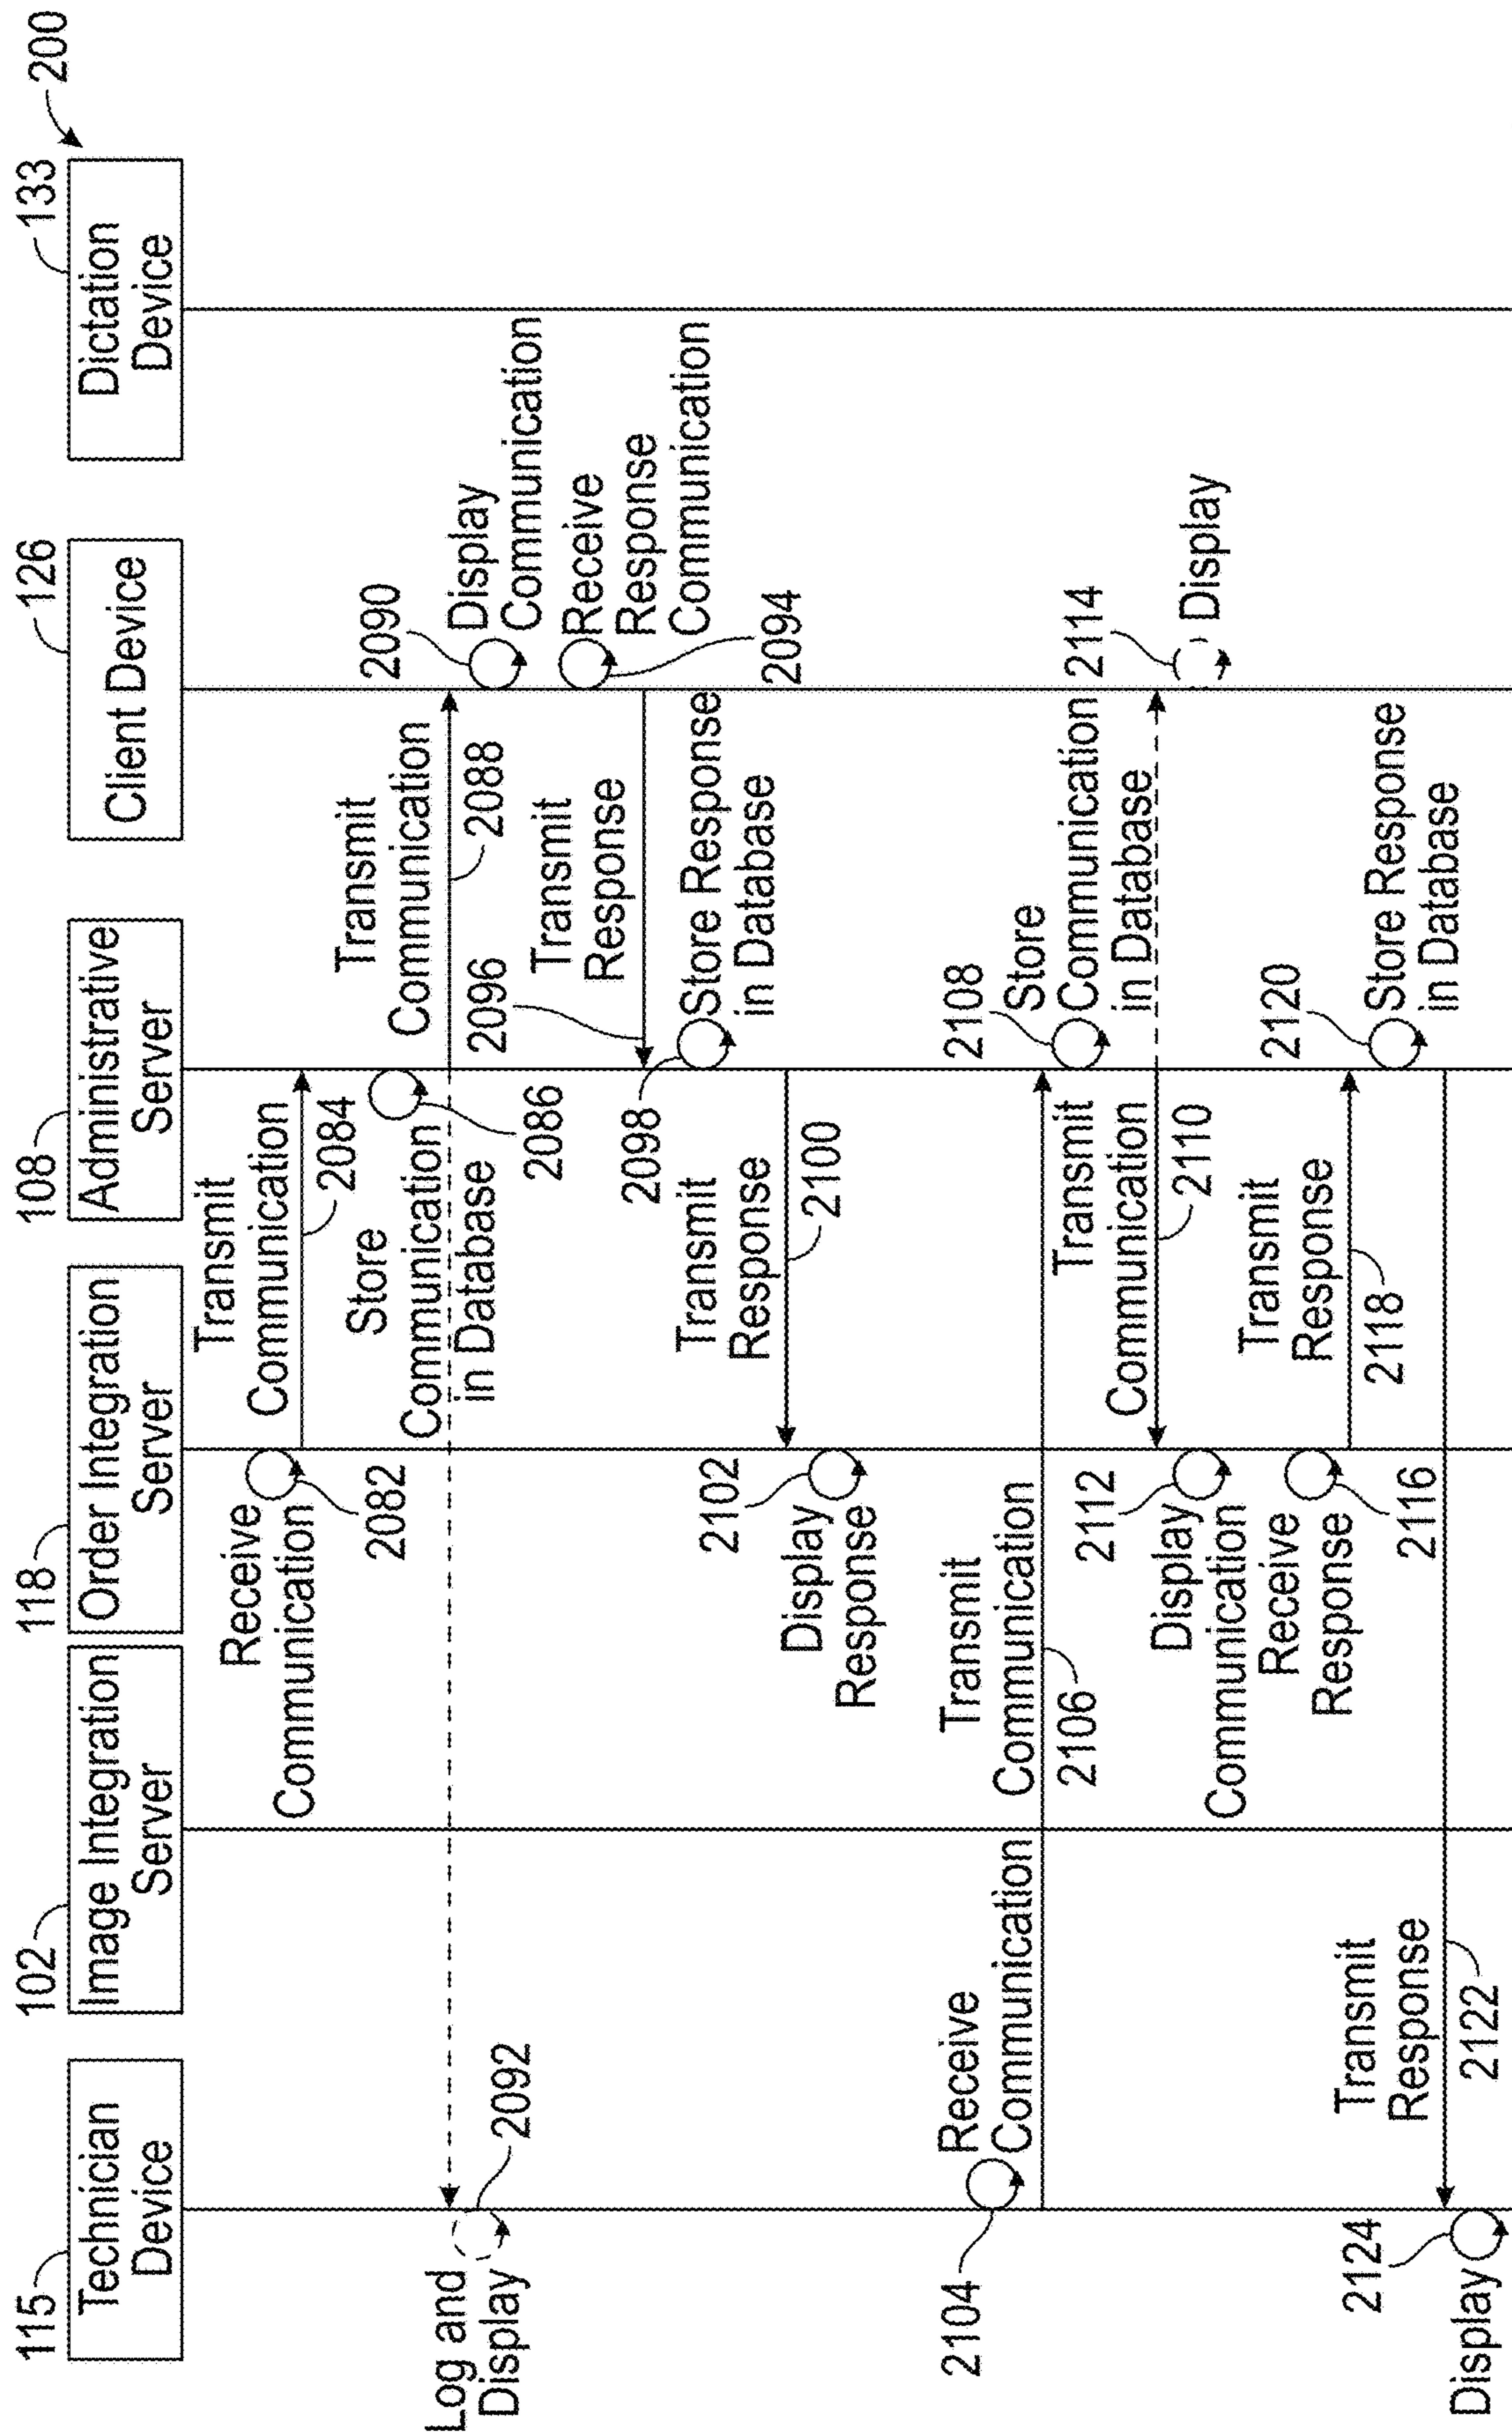 200
115
Technician
Device
102
Image Integration
Server
118
Order Integration
Server
108
Administrative
Server
126
Client Device
133
Dictation
Device
Receive
Communication
2082
Transmit
Communication
2084
Store
Communication
in Database
2086
Transmit
Communication
2088
2090
Display
Communication
Log and
Display
2092
Receive
Response
Communication
2094
2096
Transmit
Response
2098
Store Response
in Database
Transmit
Response
2100
2102
Display
Response
2104
Receive
Communication
Transmit
Communication
2106
2108
Store
Communication
in Database
Transmit
Communication
2110
2112
Display
Communication
2114
Display
Receive
Response
2116
Transmit
Response
2118
2120
Store Response
in Database
Transmit
Response
2122
2124
Display